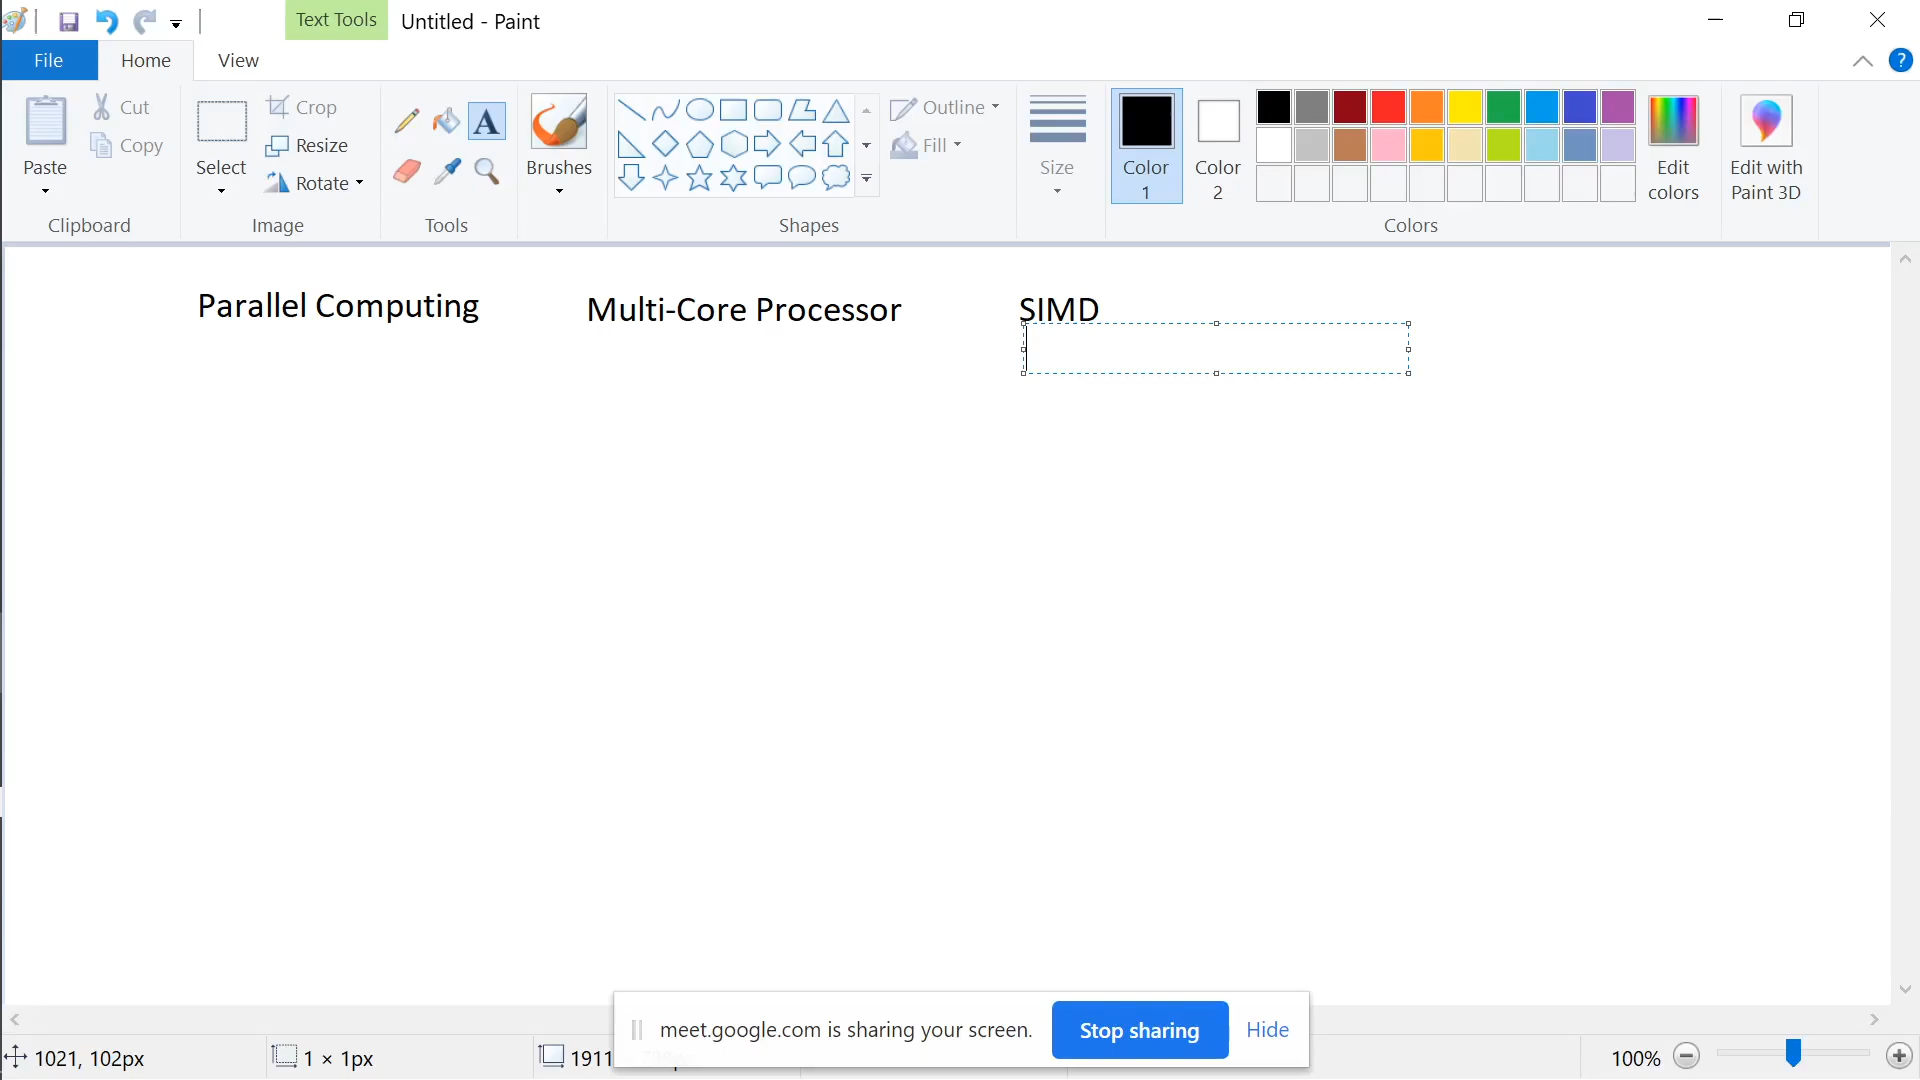 Text Tools
Untitled - Paint
File
Home
View
?
Paste
Cut
Copy
Clipboard
Select
Crop
Resize
Rotate
Image
A
Tools
Brushes
Shapes
Outline
Fill
Size
Color 1
Color 2
Colors
Edit colors
Edit with Paint 3D
Parallel Computing
Multi-Core Processor
SIMD
meet.google.com is sharing your screen.
Stop sharing
Hide
1021, 102px
1 × 1px
1911
100%